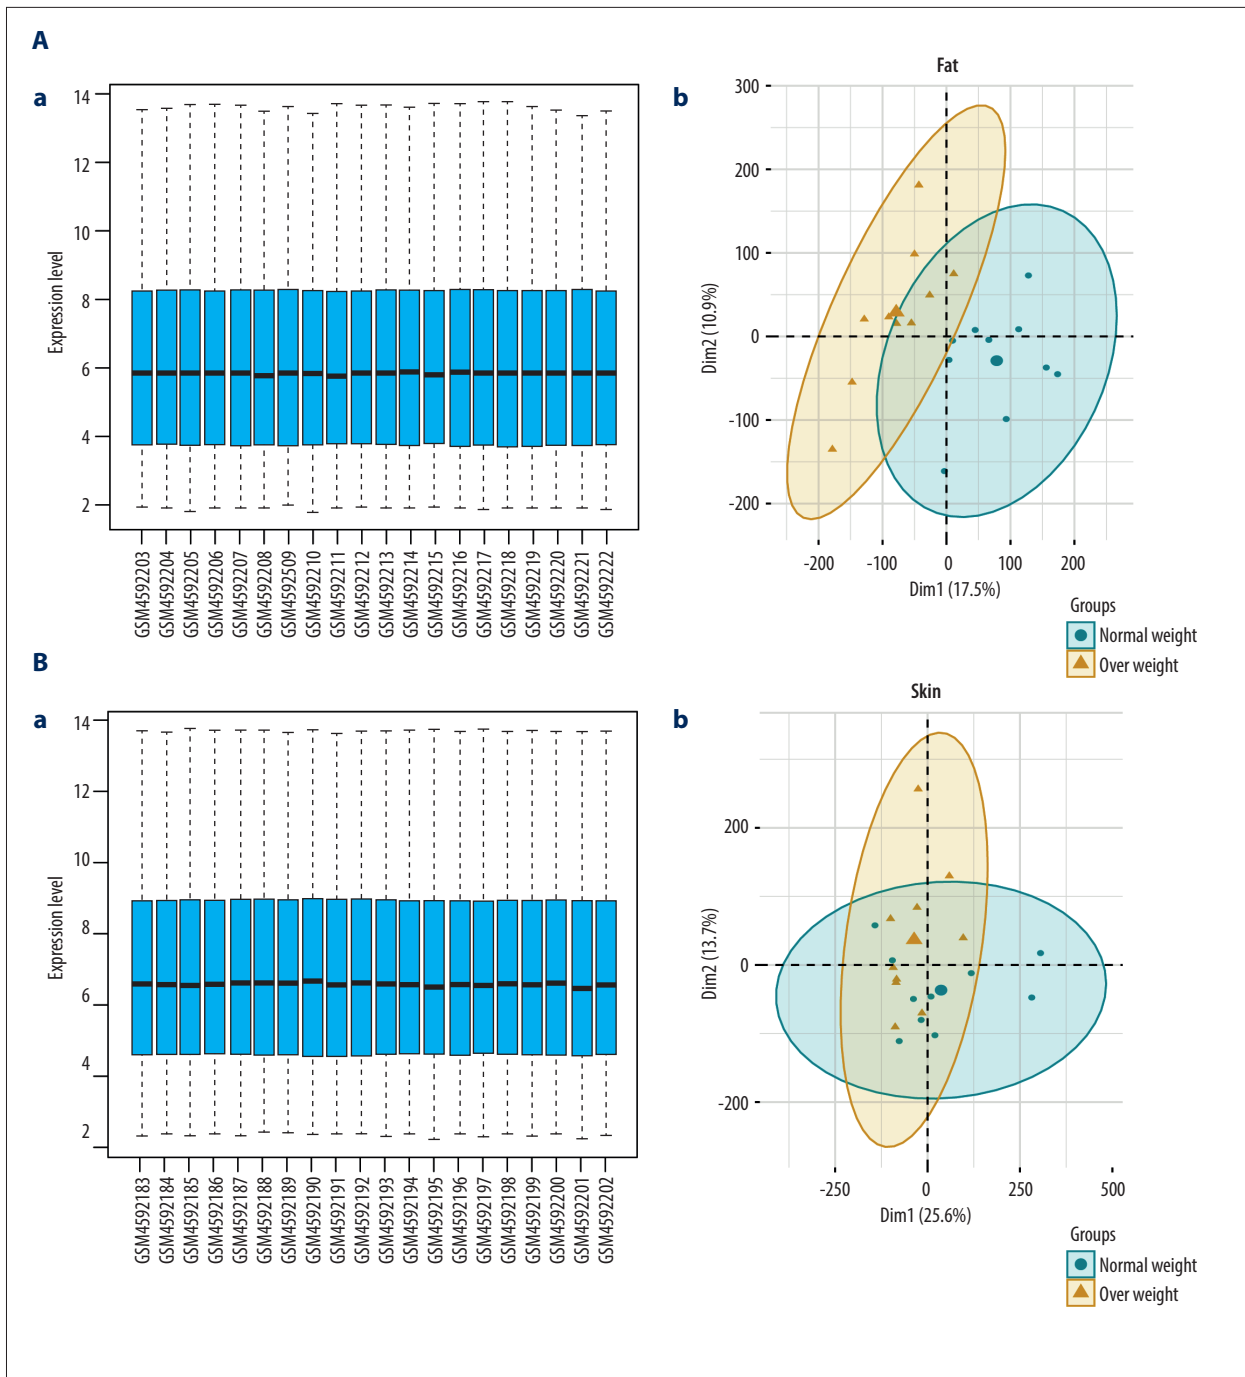 A
a
14
12
10
8
6
4
2
Expression level
GSM4592203
GSM4592204
GSM4592205
GSM4592206
GSM4592207
GSM4592208
GSM4592509
GSM4592210
GSM4592211
GSM4592212
GSM4592213
GSM4592214
GSM4592215
GSM4592216
GSM4592217
GSM4592218
GSM4592219
GSM4592220
GSM4592221
GSM4592222
b
Fat
300
200
100
0
-100
-200
Dim2 (10.9%)
-200 -100 0 100 200
Dim1 (17.5%)
Groups
Normal weight
Over weight
B
a
14
12
10
8
6
4
2
Expression level
GSM4592183
GSM4592184
GSM4592185
GSM4592186
GSM4592187
GSM4592188
GSM4592189
GSM4592190
GSM4592191
GSM4592192
GSM4592193
GSM4592194
GSM4592195
GSM4592196
GSM4592197
GSM4592198
GSM4592199
GSM4592200
GSM4592201
GSM4592202
b
Skin
200
0
-200
Dim2 (13.7%)
-250 0 250 500
Dim1 (25.6%)
Groups
Normal weight
Over weight